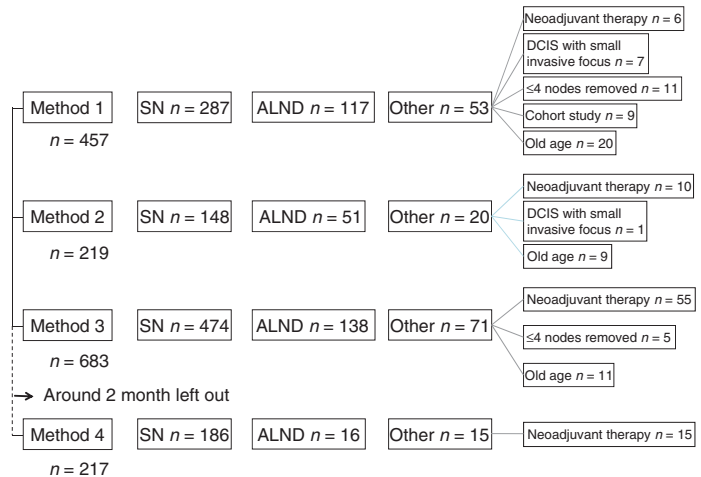 Neoadjuvant therapy n = 6
DCIS with small
invasive focus n = 7
≤4 nodes removed n = 11
Method 1 SN n = 287 ALND n = 117 Other n = 53
Cohort study n = 9
n = 457
Old age n = 20
Neoadjuvant therapy n = 10
Method 2 SN n = 148 ALND n = 51 Other n = 20
DCIS with small
invasive focus n = 1
n = 219
Old age n = 9
Neoadjuvant therapy n = 55
Method 3 SN n = 474 ALND n = 138 Other n = 71
≤4 nodes removed n = 5
n = 683
Old age n = 11
Around 2 month left out
Method 4 SN n = 186 ALND n = 16 Other n = 15 Neoadjuvant therapy n = 15
n = 217